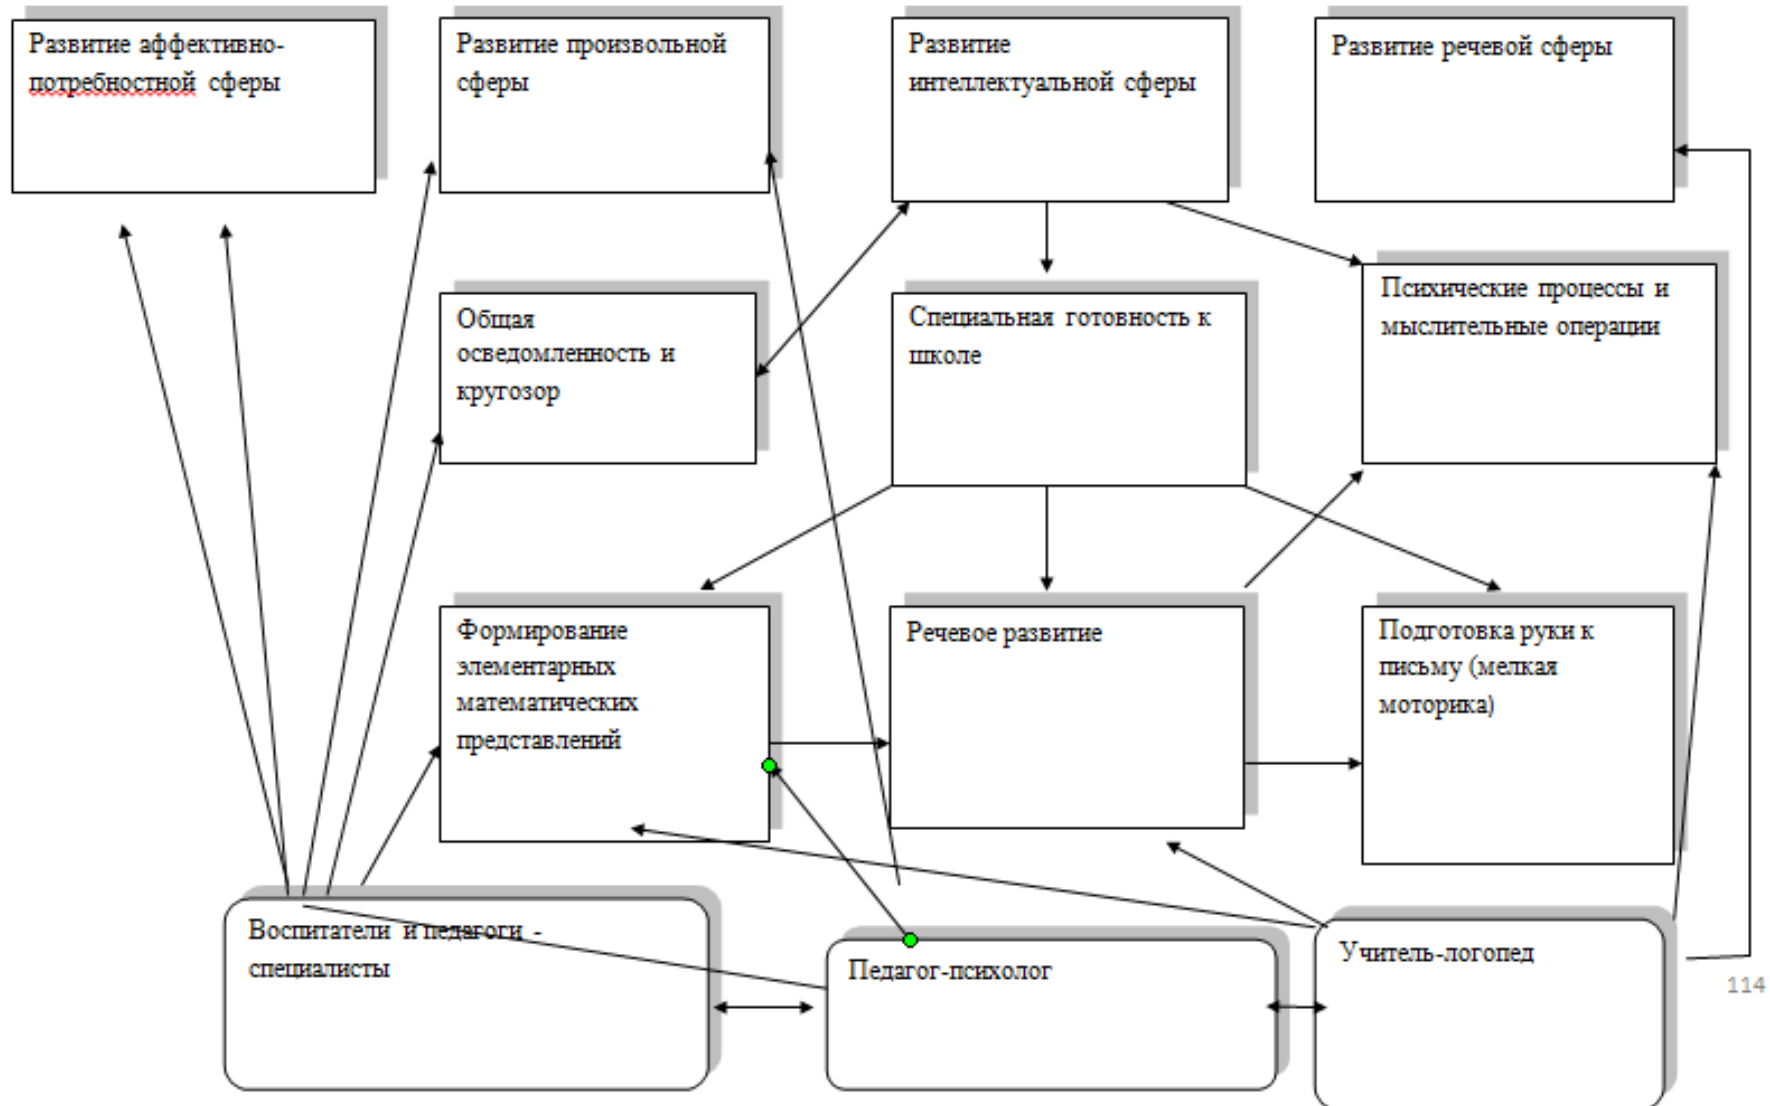 Развитие аффективно-
потребностной сферы
Развитие произвольной
сферы
Развитие
интеллектуальной сферы
Развитие речевой сферы
Общая
осведомленность и
кругозор
Специальная готовность к
школе
Психические процессы и
мыслительные операции
Формирование
элементарных
математических
представлений
Речевое развитие
Подготовка руки к
письму (мелкая
моторика)
Воспитатели и педагоги -
специалисты
Педагог-психолог
Учитель-логопед
114